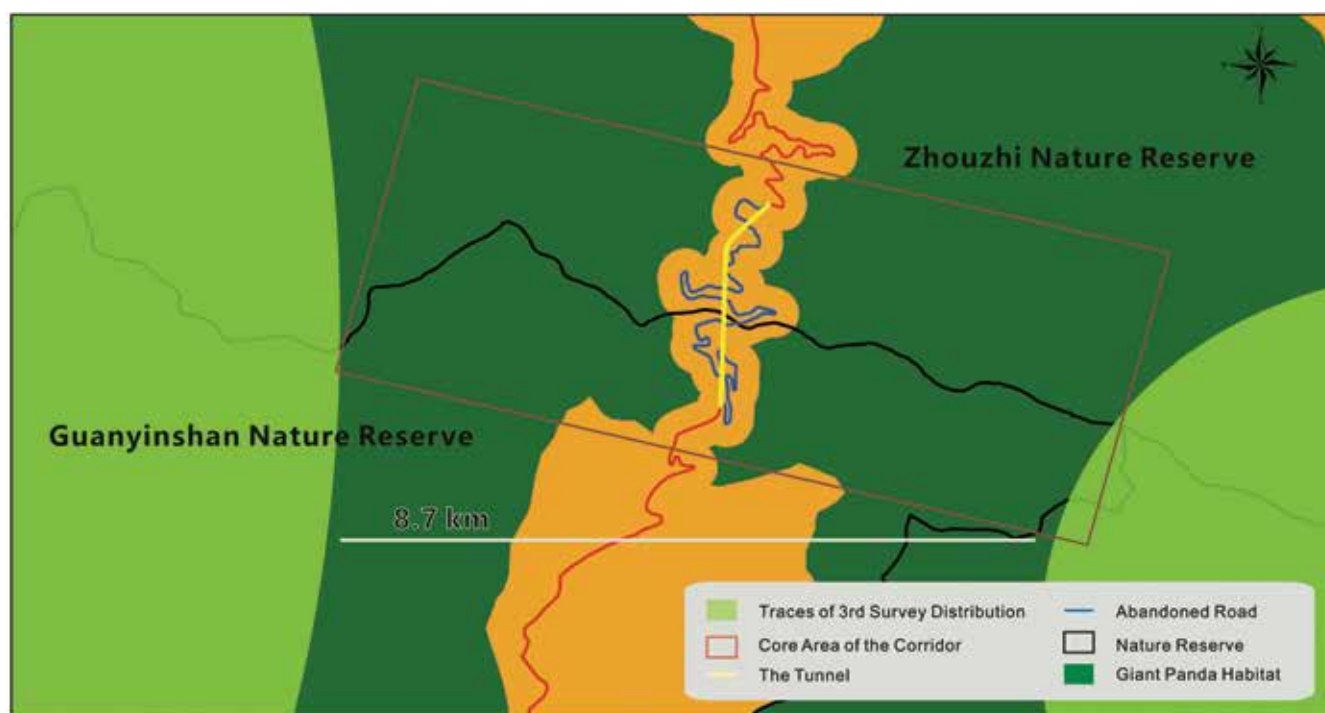 Zhouzhi Nature Reserve
Guanyinshan Nature Reserve
8.7 km
Traces of 3rd Survey Distribution
Abandoned Road
Core Area of the Corridor
Nature Reserve
The Tunnel
Giant Panda Habitat